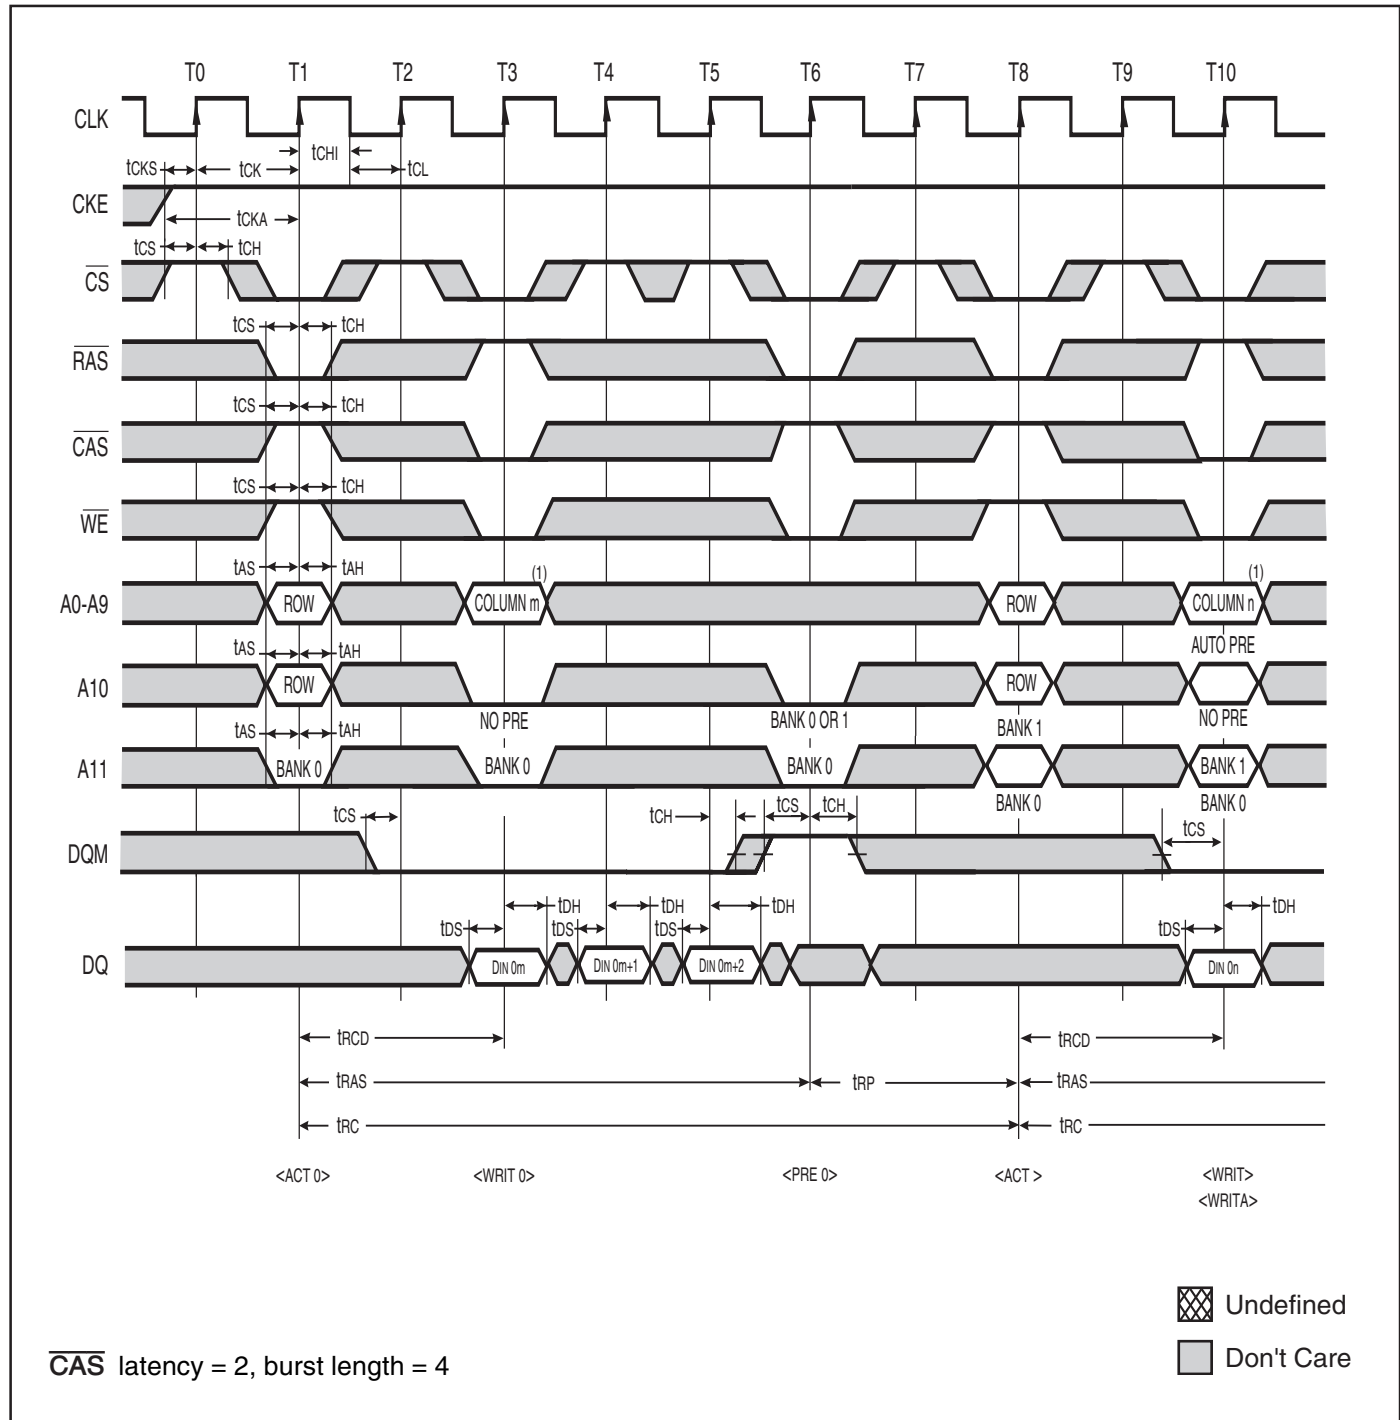 T0 T1 T2 T3 T4 T5 T6 T7 T8 T9 T10
CLK
tCHI
tCKS tCK tCL
CKE
tCKA
tCS tCH
CS
tCS tCH
RAS
tCS tCH
CAS
tCS tCH
WE
tAS tAH (1) (1)
A0-A9 ROW COLUMN m ROW COLUMN n
tAS tAH AUTO PRE
A10 ROW ROW
NO PRE BANK 0 OR 1 BANK 1 NO PRE
tAS tAH
A11 BANK 0 BANK 0 BANK 0 BANK 1
BANK 0 BANK 0
tCS tCH tCS tCH tCS
DQM
tDH tDH tDH tDH
tDS tDS tDS tDS
DQ DIN 0m DIN 0m+1 DIN 0m+2 DIN 0n
tRCD tRCD
tRAS tRP tRAS
tRC tRC
<ACT 0> <WRIT 0> <PRE 0> <ACT > <WRIT>
<WRITA>
Undefined
Don't Care
CAS latency = 2, burst length = 4